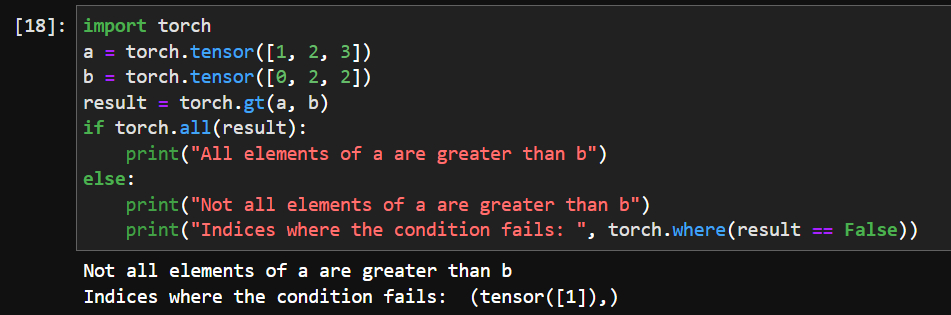 [18]: import torch
a = torch.tensor([1, 2, 3])
b = torch.tensor([0, 2, 2])
result = torch.gt(a, b)
if torch.all(result):
    print("All elements of a are greater than b")
else:
    print("Not all elements of a are greater than b")
    print("Indices where the condition fails: ", torch.where(result == False))
Not all elements of a are greater than b
Indices where the condition fails:  (tensor([1]),)